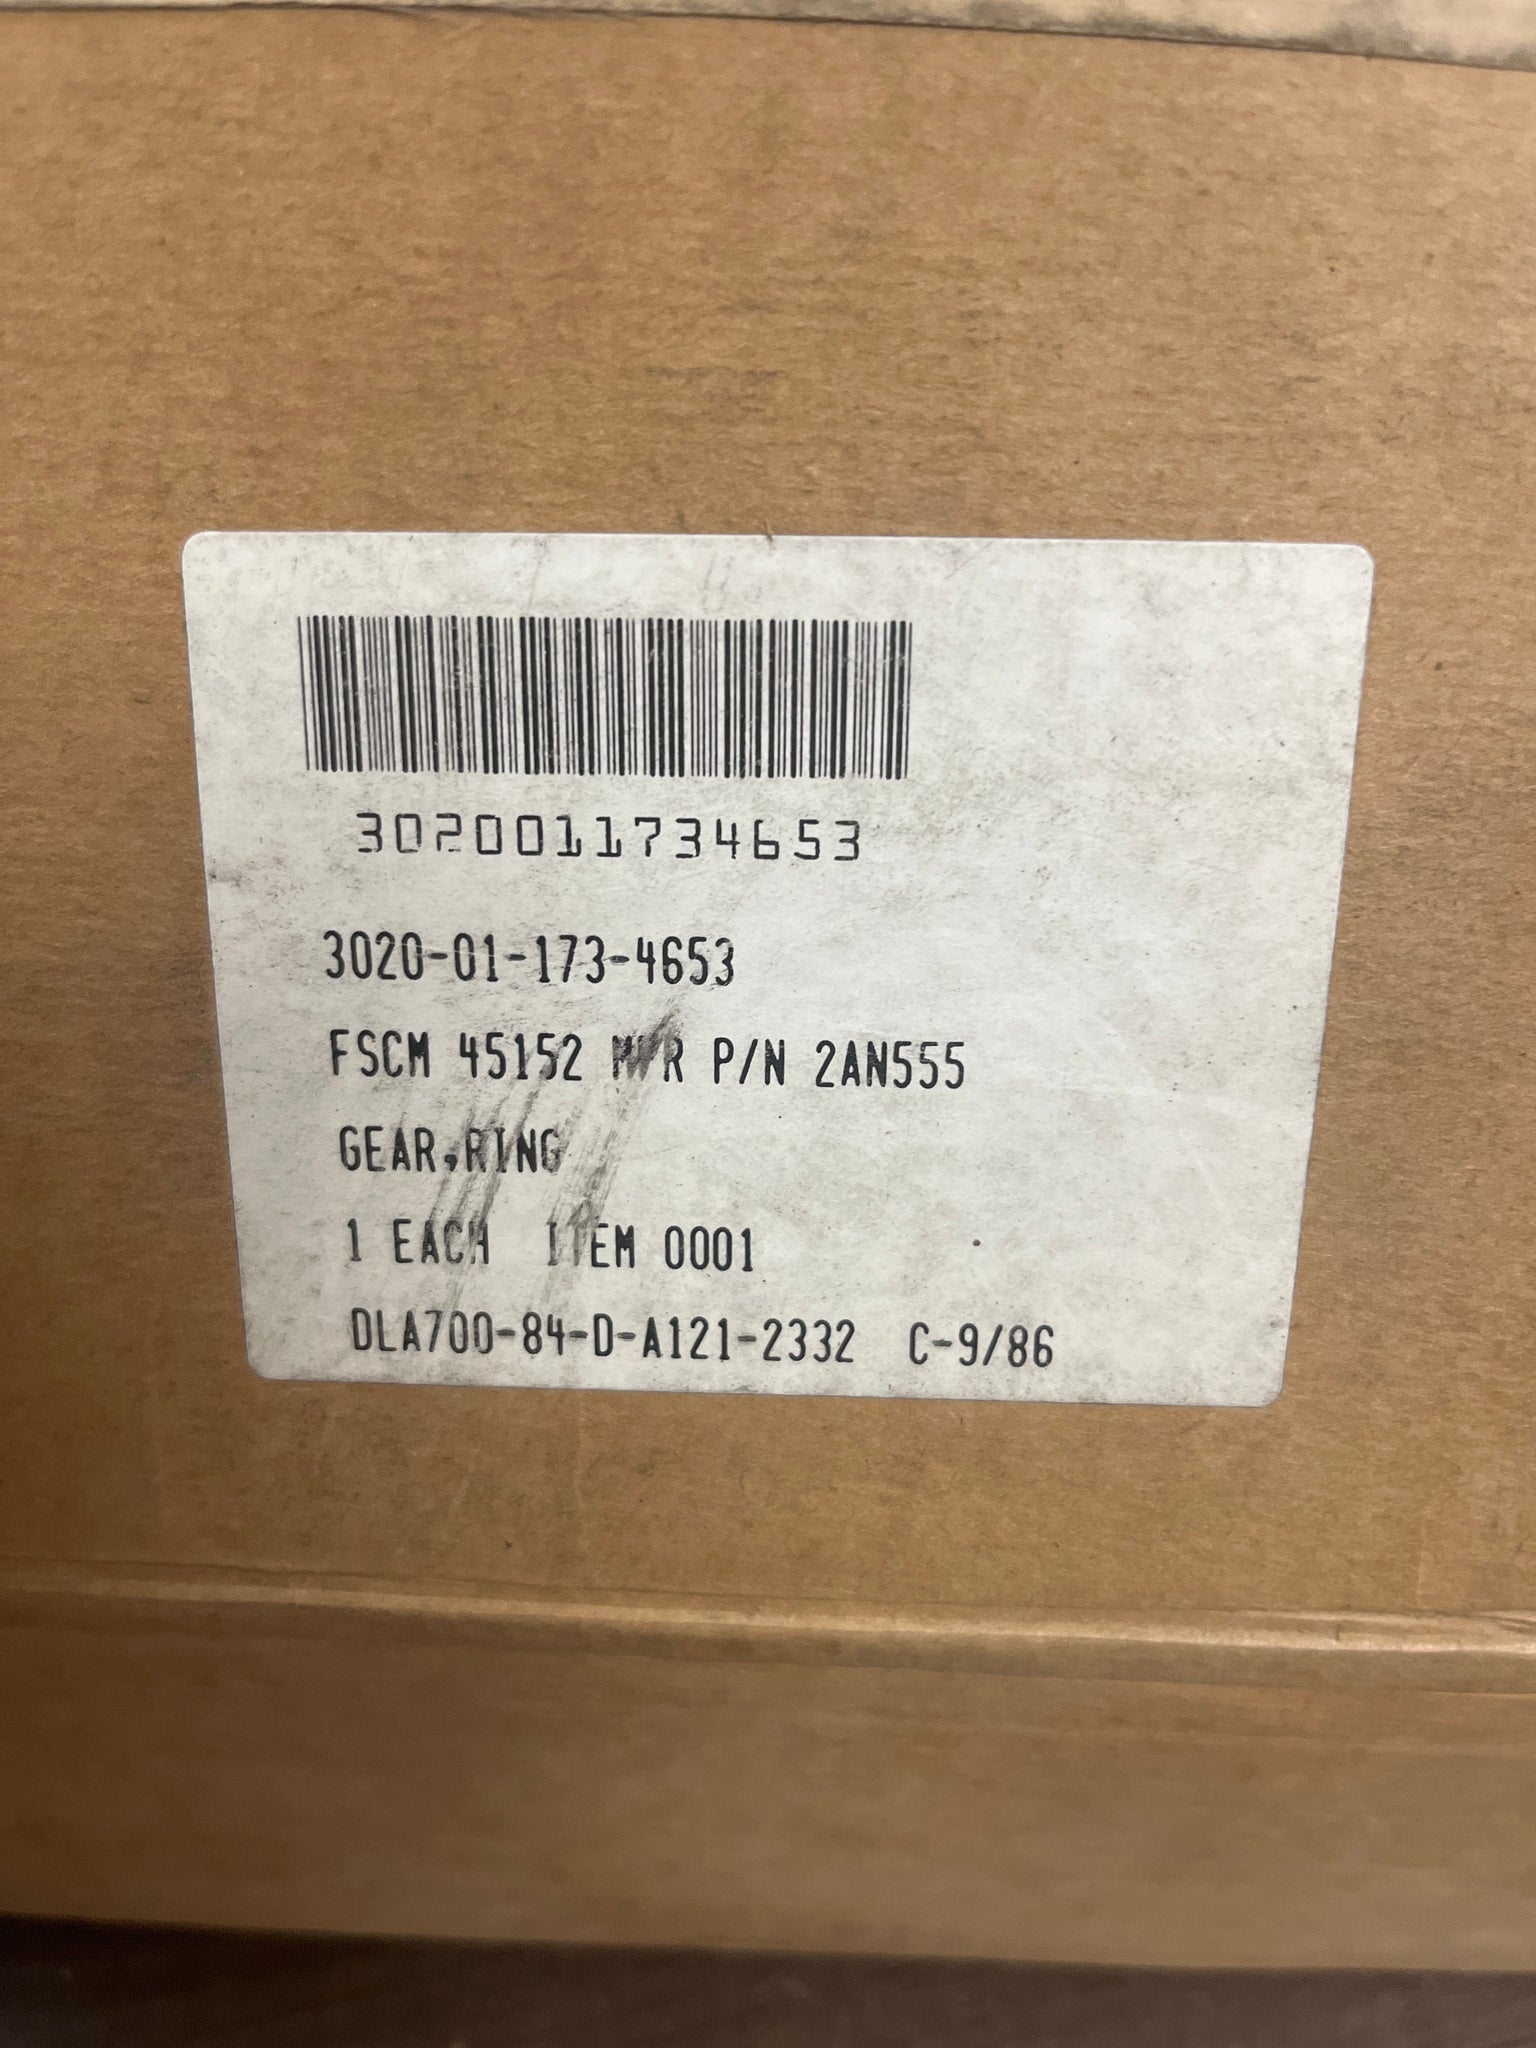 3020011734653
3020-01-173-4653
FSCM 45152 MFR P/N 2AN555
GEAR,RING
1 EACH ITEM 0001
DLA700-84-D-A121-2332 C-9/86